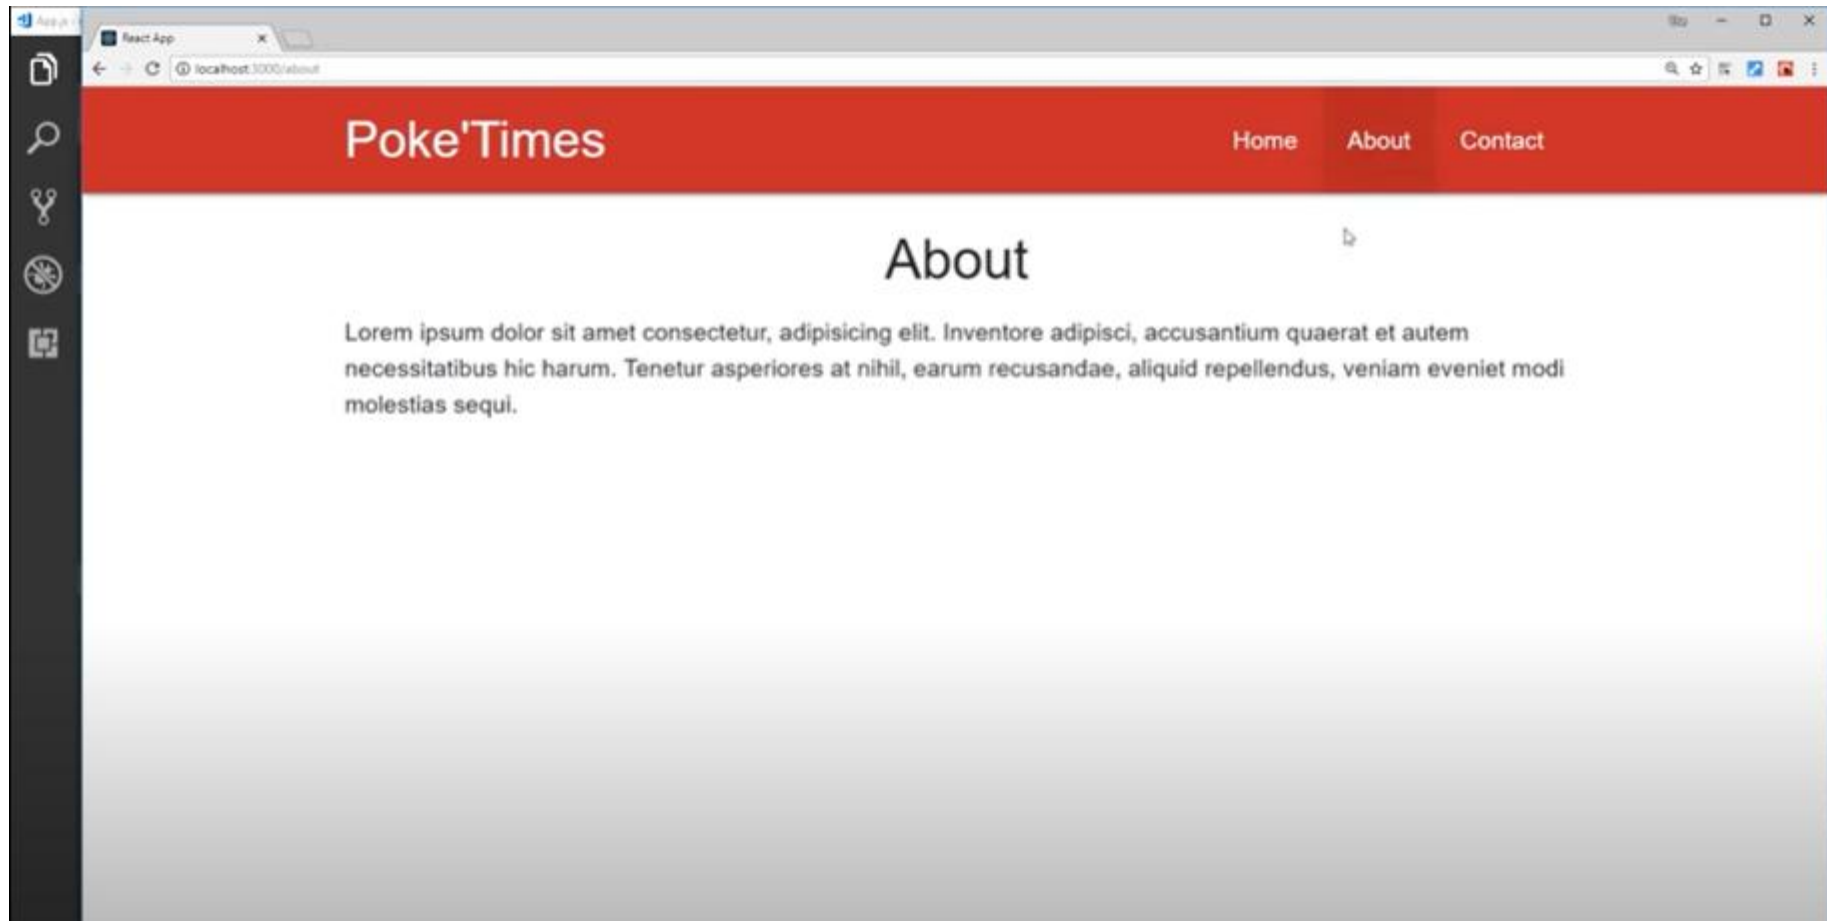 App.js
React App
localhost:3000/about
Poke'Times
Home About Contact
About
Lorem ipsum dolor sit amet consectetur, adipisicing elit. Inventore adipisci, accusantium quaerat et autem
necessitatibus hic harum. Tenetur asperiores at nihil, earum recusandae, aliquid repellendus, veniam eveniet modi
molestias sequi.